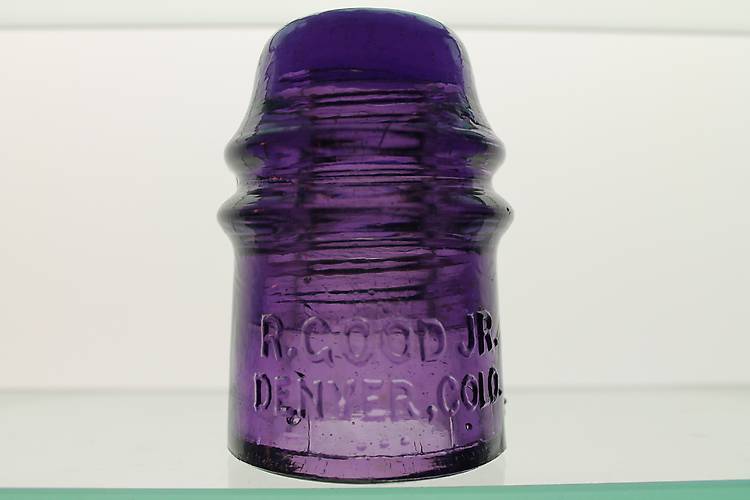 R. GOOD JR.
DENVER, COLO.